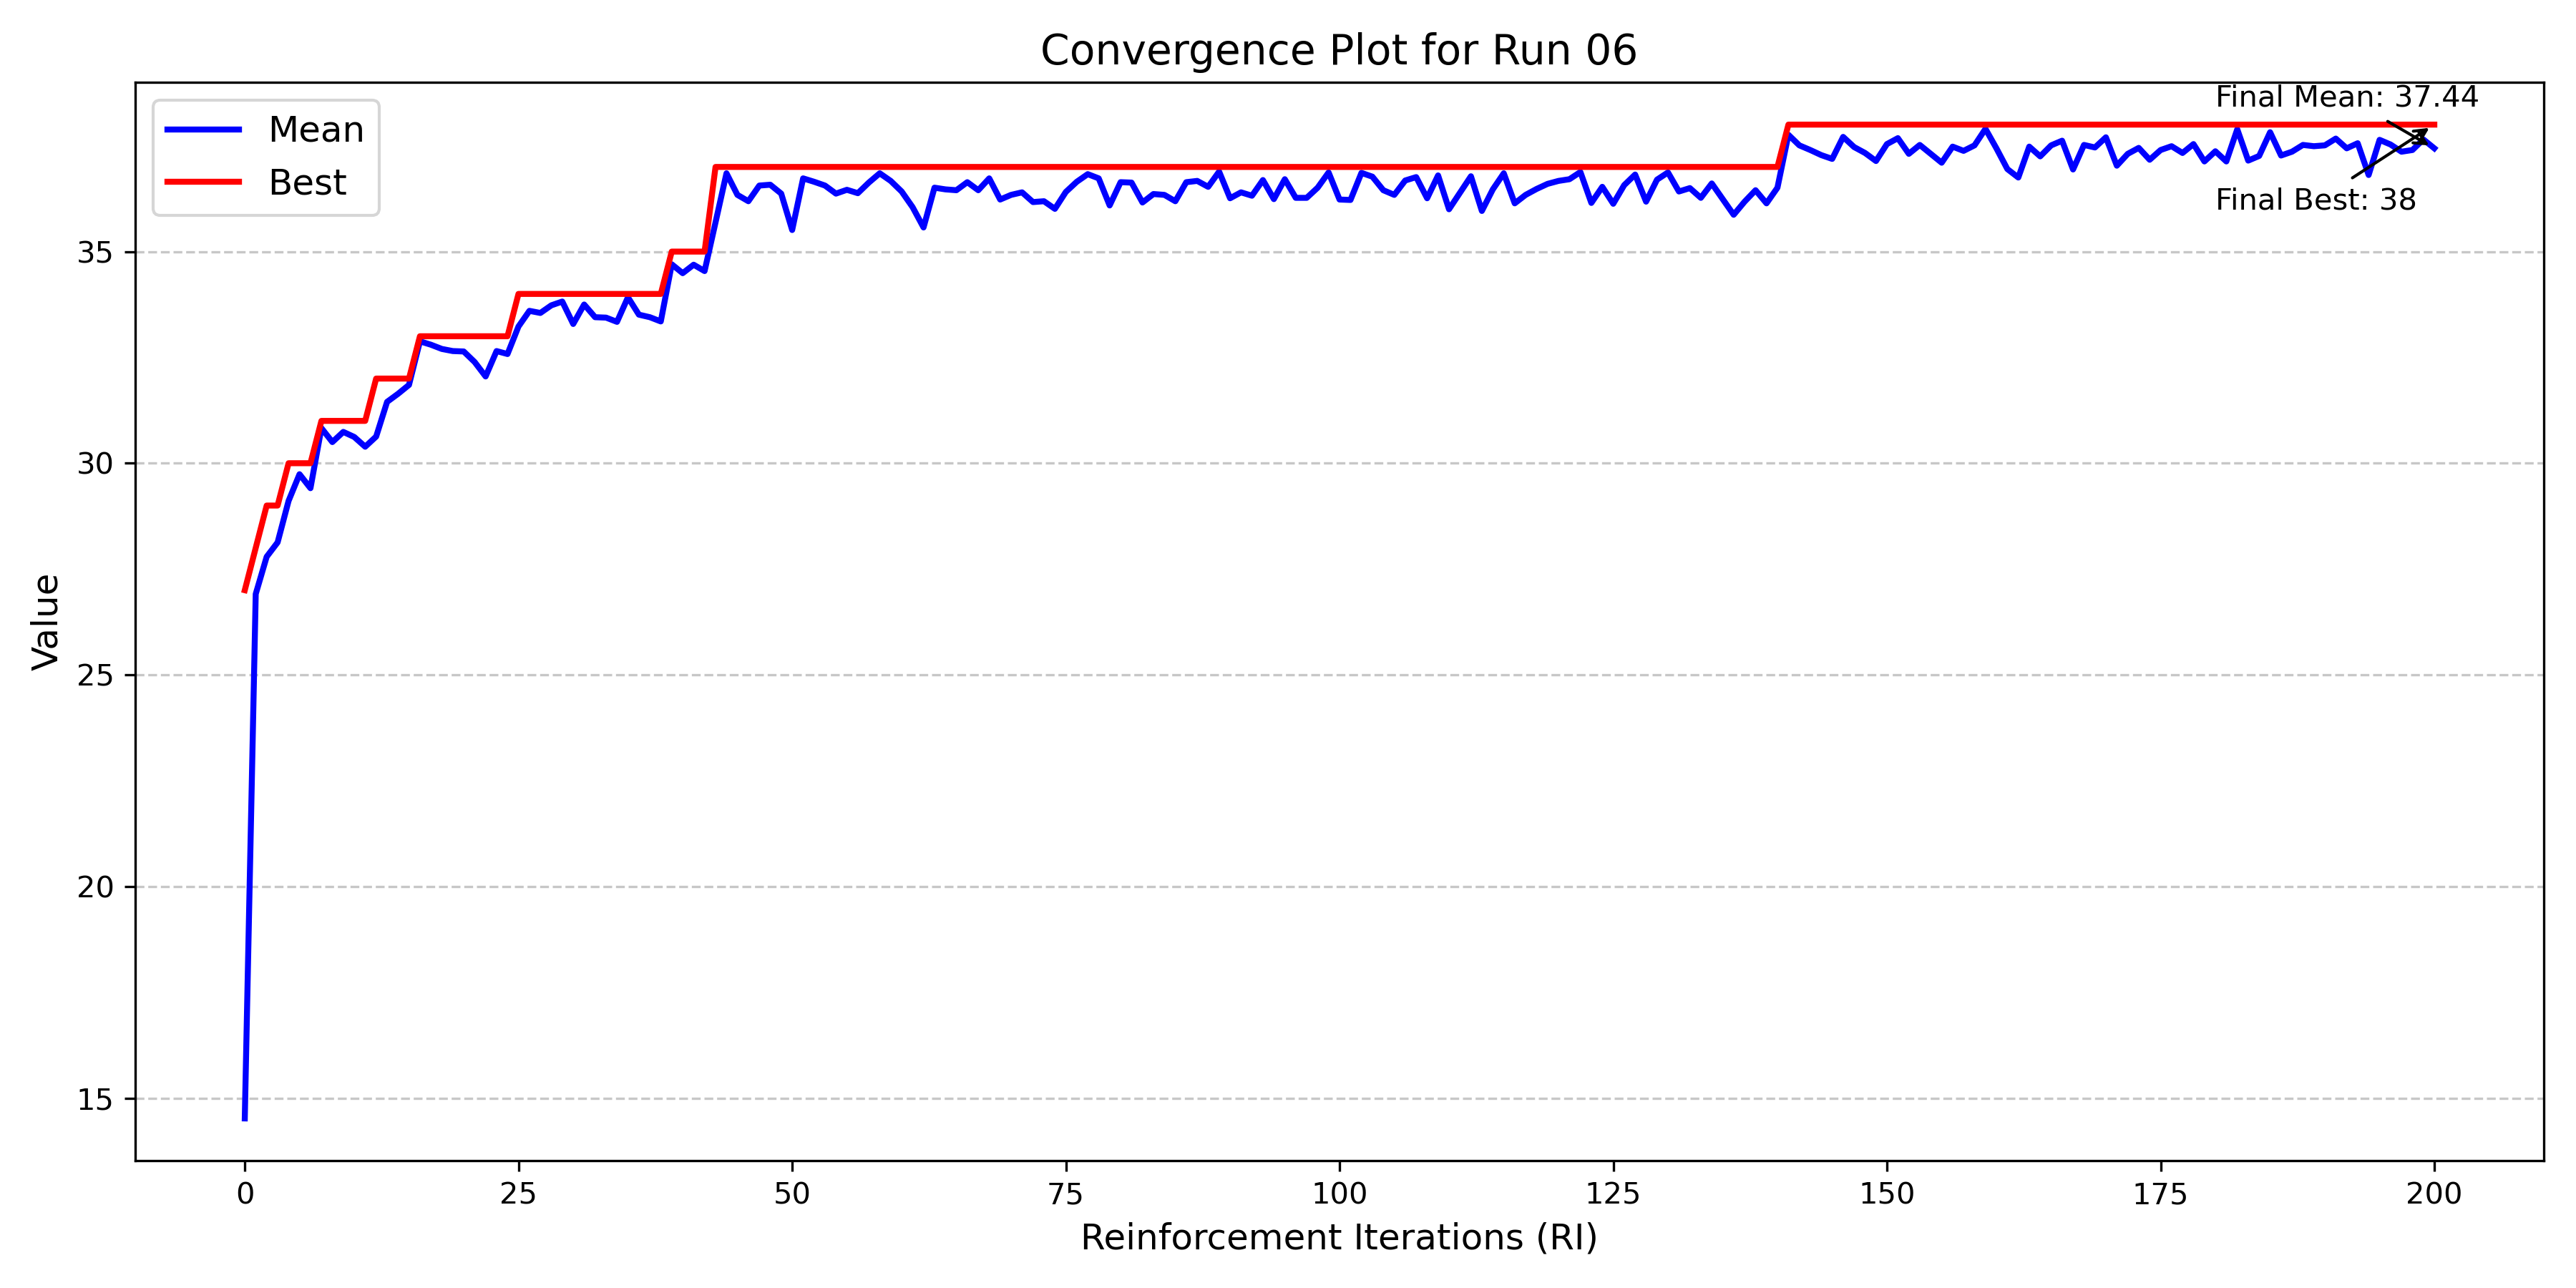 Convergence Plot for Run 06
Mean
Best
Final Mean: 37.44
Final Best: 38
Value
35
30
25
20
15
0 25 50 75 100 125 150 175 200
Reinforcement Iterations (RI)